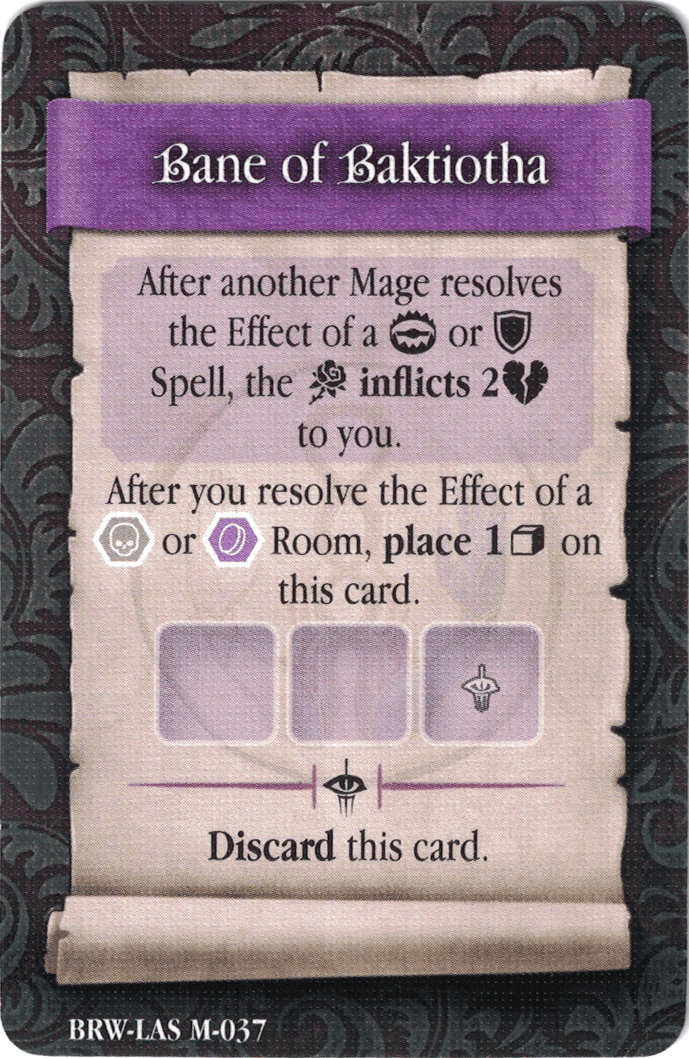 Bane of Baktiotha
After another Mage resolves
the Effect of a or
Spell, the inflicts 2
to you.
After you resolve the Effect of a
or Room, place 1 on
this card.
Discard this card.
BRW-LAS M-037